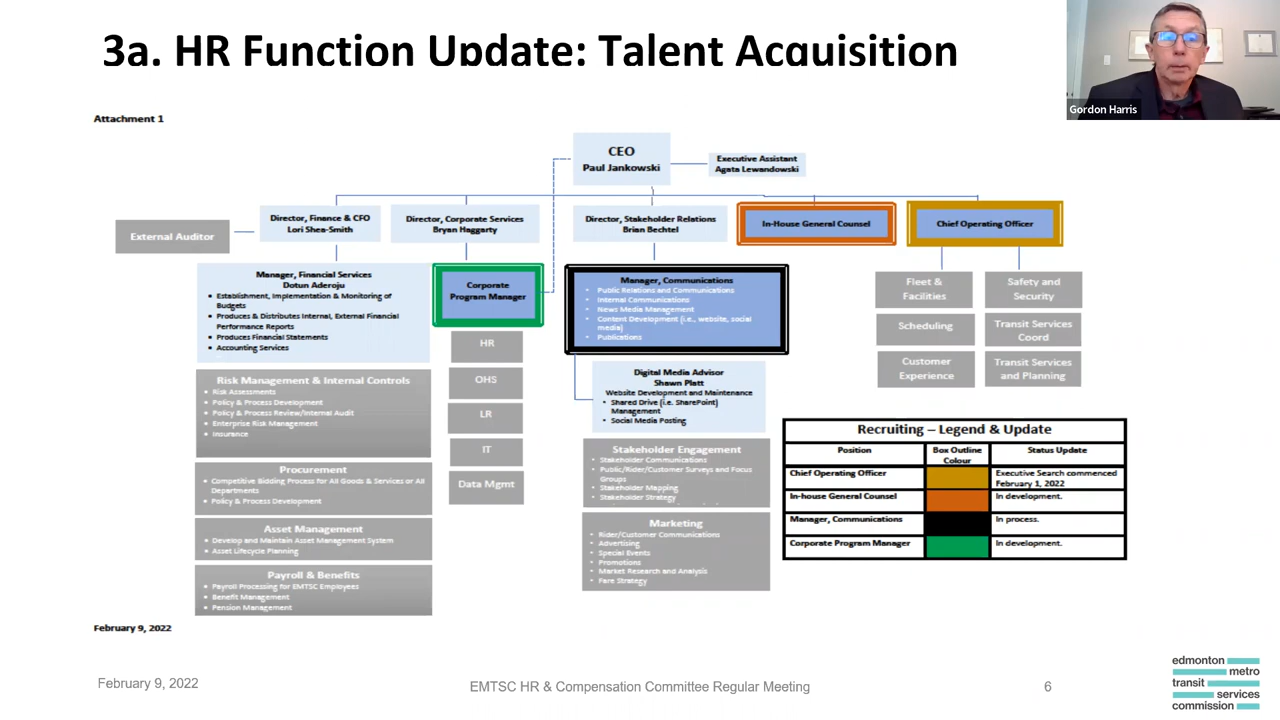 3a. HR Function Update: Talent Acquisition
Gordon Harris
Attachment 1
CEO
Paul Jankowski
Executive Assistant
Agata Lewandowski
External Auditor
Director, Finance & CFO
Lori Shea-Smith
Director, Corporate Services
Bryan Haggarty
Director, Stakeholder Relations
Brian Bechtel
In-House General Counsel
Chief Operating Officer
Manager, Financial Services
Dotun Aderoju
• Establishment, Implementation & Monitoring of
Budgets
• Produces & Distributes Internal, External Financial
Performance Reports
• Produces Financial Statements
• Accounting Services
Risk Management & Internal Controls
• Risk Assessments
• Policy & Process Development
• Policy & Process Review/Internal Audit
• Enterprise Risk Management
• Insurance
Procurement
• Competitive Bidding Process for All Goods & Services or All
Departments
• Policy & Process Development
Asset Management
• Develop and Maintain Asset Management System
• Asset Lifecycle Planning
Payroll & Benefits
• Payroll Processing for EMTSC Employees
• Benefit Management
• Pension Management
Corporate
Program Manager
HR
OHS
LR
IT
Data Mgmt
Manager, Communications
• Public Relations and Communications
• Internal Communications
• News Media Management
• Content Development (i.e., website, social
media)
• Publications
Digital Media Advisor
Shawn Platt
Website Development and Maintenance
• Shared Drive (i.e. SharePoint)
Management
• Social Media Posting
Stakeholder Engagement
• Stakeholder Communications
• Public/Rider/Customer Surveys and Focus
Groups
• Stakeholder Mapping
• Stakeholder Strategy
Marketing
• Rider/Customer Communications
• Advertising
• Special Events
• Promotions
• Market Research and Analysis
• Fare Strategy
Fleet &
Facilities
Safety and
Security
Scheduling
Transit Services
Coord
Customer
Experience
Transit Services
and Planning
Recruiting – Legend & Update
Position
Box Outline
Colour
Status Update
Chief Operating Officer
Executive Search commenced
February 1, 2022
In-house General Counsel
In development.
Manager, Communications
In process.
Corporate Program Manager
In development.
February 9, 2022
February 9, 2022
EMTSC HR & Compensation Committee Regular Meeting
6
edmonton
metro
transit
services
commission